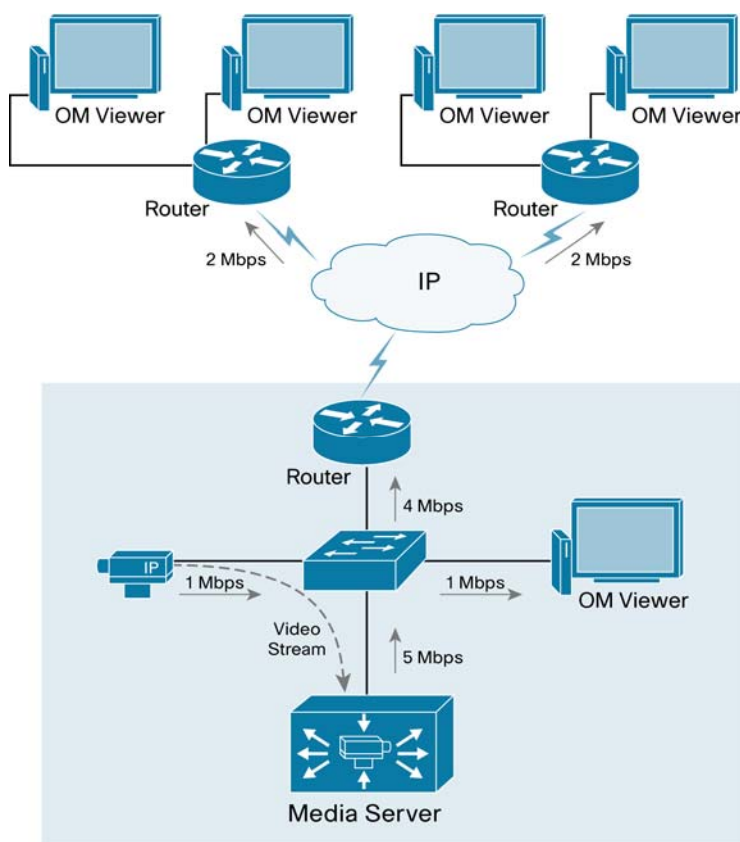 OM Viewer
OM Viewer
OM Viewer
OM Viewer
Router
Router
2 Mbps
IP
2 Mbps
Router
4 Mbps
IP
1 Mbps
1 Mbps
OM Viewer
Video
Stream
5 Mbps
Media Server